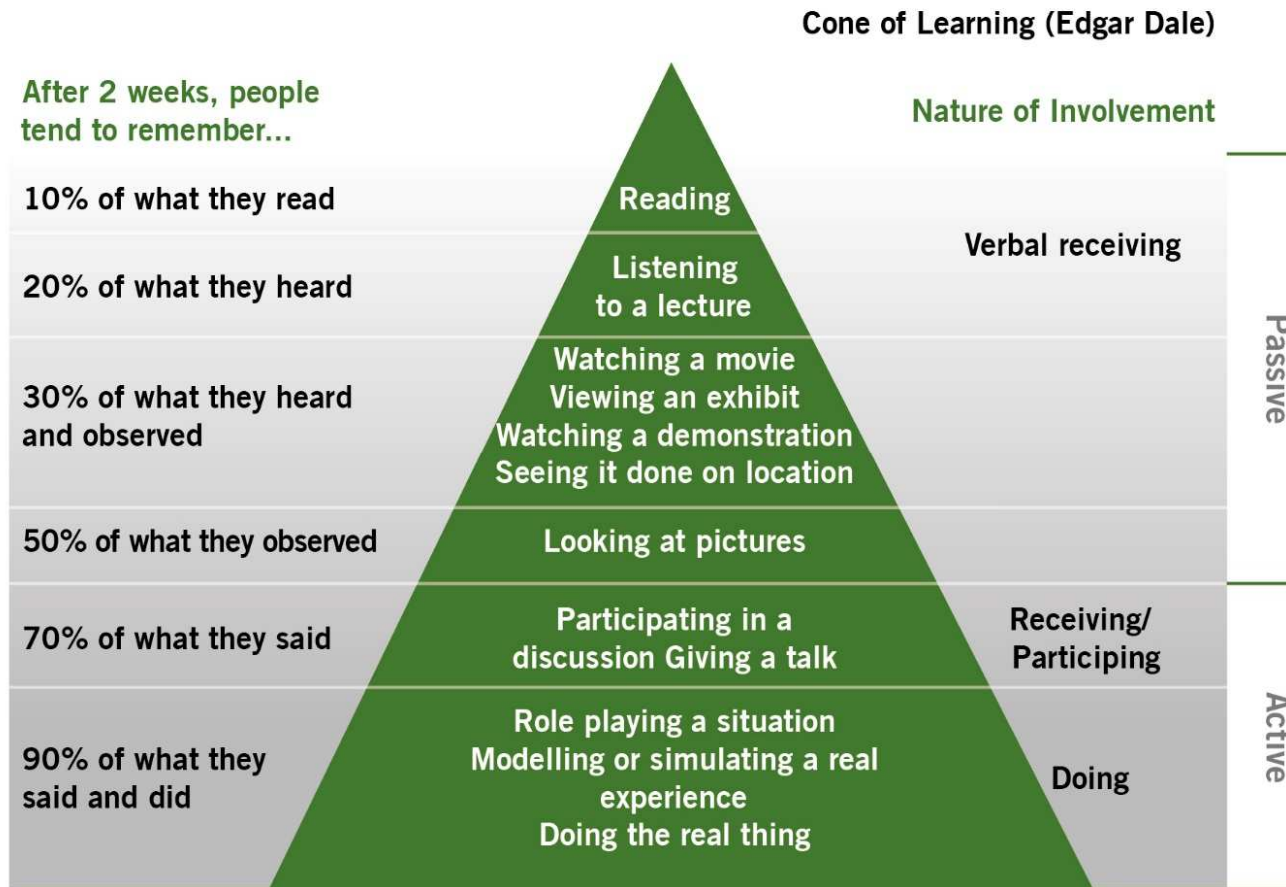 Cone of Learning (Edgar Dale)
After 2 weeks, people
tend to remember...
Nature of Involvement
10% of what they read
Reading
Verbal receiving
20% of what they heard
Listening
to a lecture
30% of what they heard
and observed
Watching a movie
Viewing an exhibit
Watching a demonstration
Seeing it done on location
Passive
50% of what they observed
Looking at pictures
70% of what they said
Participating in a
discussion Giving a talk
Receiving/
Participing
90% of what they
said and did
Role playing a situation
Modelling or simulating a real
experience
Doing the real thing
Doing
Active